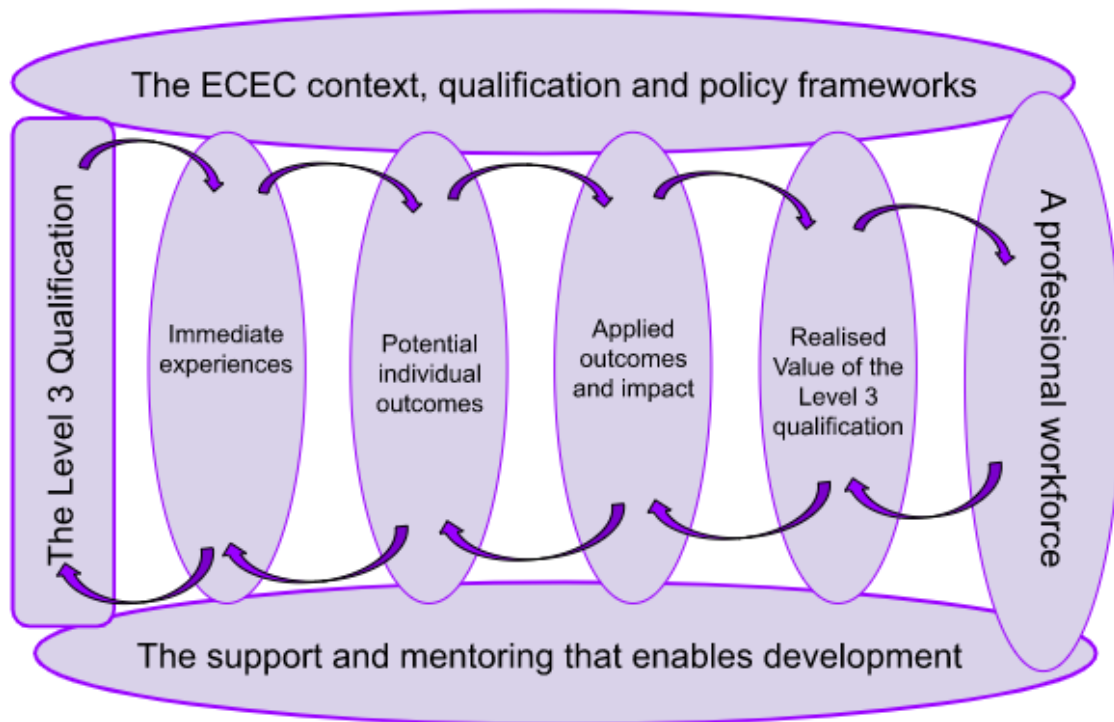 The ECEC context, qualification and policy frameworks
The Level 3 Qualification
Immediate
experiences
Potential
individual
outcomes
Applied
outcomes
and impact
Realised
Value of the
Level 3
qualification
A professional workforce
The support and mentoring that enables development